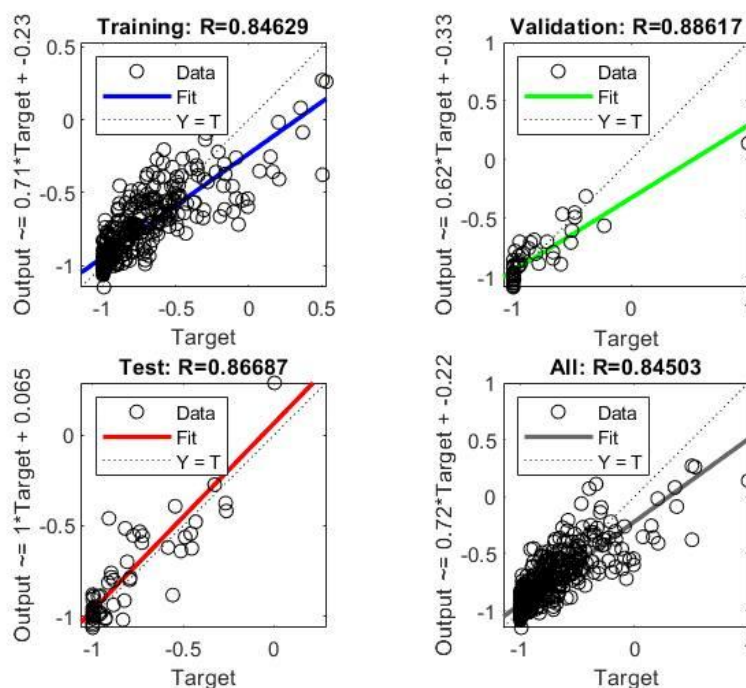 Training: R=0.84629
Output ~= 0.71*Target + -0.23
0.5
0
-0.5
-1
Data
Fit
Y = T
-1
-0.5
0
0.5
Target
Validation: R=0.88617
Output ~= 0.62*Target + -0.33
1
0.5
0
-0.5
-1
Data
Fit
Y = T
-1
0
1
Target
Test: R=0.86687
Output ~= 1*Target + 0.065
0
-0.5
-1
Data
Fit
Y = T
-1
-0.5
0
Target
All: R=0.84503
Output ~= 0.72*Target + -0.22
1
0.5
0
-0.5
-1
Data
Fit
Y = T
-1
0
Target